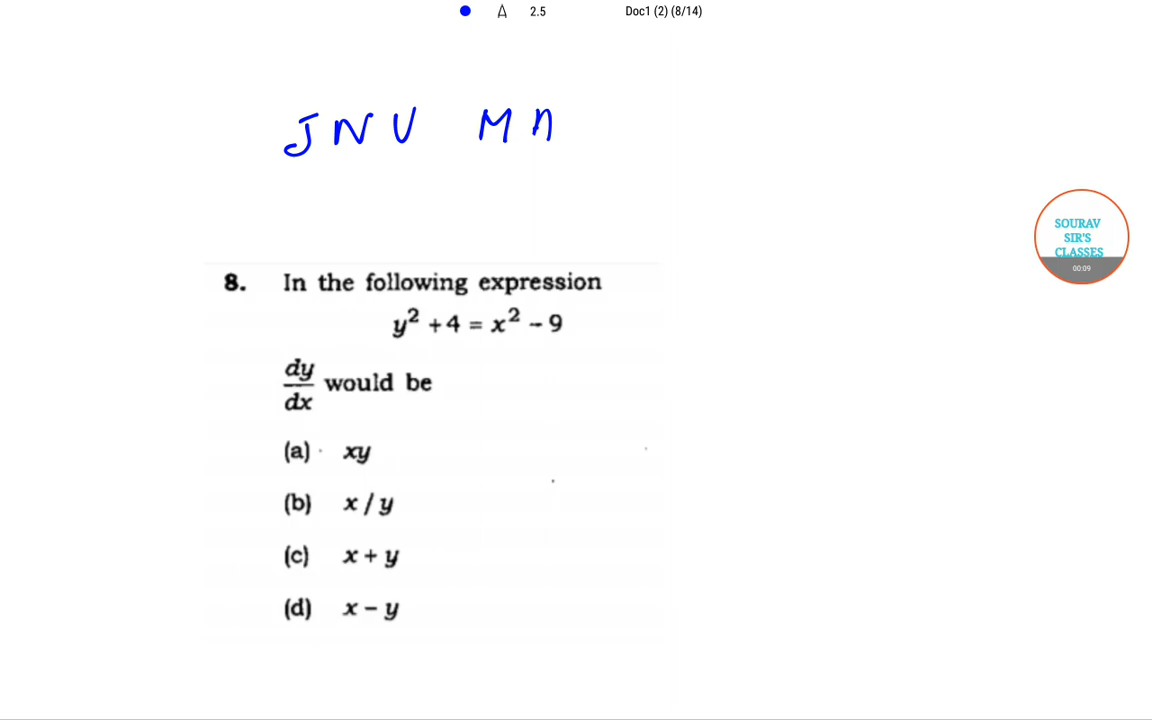 2.5 Doc1 (2) (8/14)
JNU MA
SOURAV
SIR'S
CLASSES
00:09
8. In the following expression
y² + 4 = x² - 9
dy/dx would be
(a) xy
(b) x / y
(c) x + y
(d) x - y